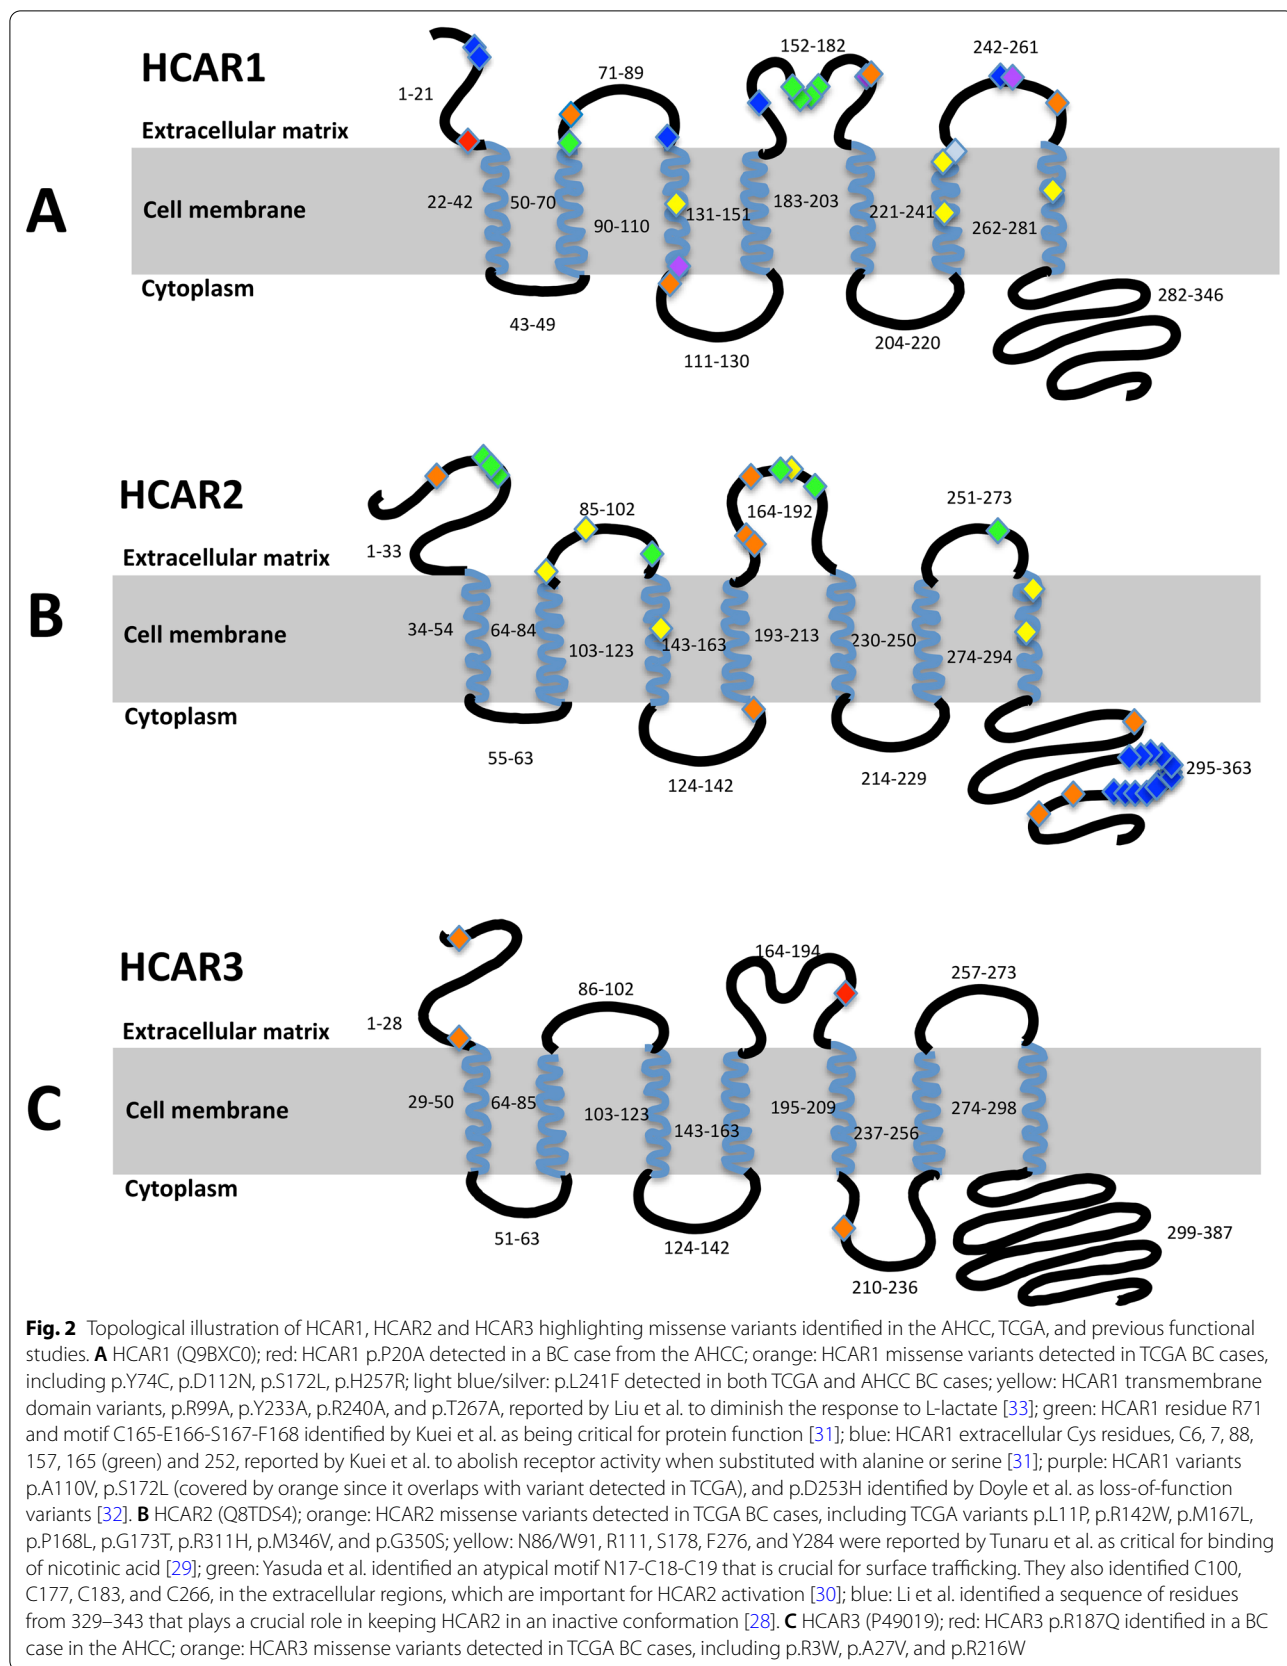 HCAR1
152-182
242-261
71-89
1-21
Extracellular matrix
A
Cell membrane
22-42
50-70
90-110
131-151
183-203
221-241
262-281
Cytoplasm
43-49
111-130
204-220
282-346
HCAR2
85-102
164-192
251-273
1-33
Extracellular matrix
B
Cell membrane
34-54
64-84
103-123
143-163
193-213
230-250
274-294
Cytoplasm
55-63
124-142
214-229
295-363
HCAR3
164-194
257-273
86-102
1-28
Extracellular matrix
C
Cell membrane
29-50
64-85
103-123
143-163
195-209
237-256
274-298
Cytoplasm
51-63
124-142
210-236
299-387
Fig. 2 Topological illustration of HCAR1, HCAR2 and HCAR3 highlighting missense variants identified in the AHCC, TCGA, and previous functional
studies. A HCAR1 (Q9BXC0); red: HCAR1 p.P20A detected in a BC case from the AHCC; orange: HCAR1 missense variants detected in TCGA BC cases,
including p.Y74C, p.D112N, p.S172L, p.H257R; light blue/silver: p.L241F detected in both TCGA and AHCC BC cases; yellow: HCAR1 transmembrane
domain variants, p.R99A, p.Y233A, p.R240A, and p.T267A, reported by Liu et al. to diminish the response to L-lactate [33]; green: HCAR1 residue R71
and motif C165-E166-S167-F168 identified by Kuei et al. as being critical for protein function [31]; blue: HCAR1 extracellular Cys residues, C6, 7, 88,
157, 165 (green) and 252, reported by Kuei et al. to abolish receptor activity when substituted with alanine or serine [31]; purple: HCAR1 variants
p.A110V, p.S172L (covered by orange since it overlaps with variant detected in TCGA), and p.D253H identified by Doyle et al. as loss-of-function
variants [32]. B HCAR2 (Q8TDS4); orange: HCAR2 missense variants detected in TCGA BC cases, including TCGA variants p.L11P, p.R142W, p.M167L,
p.P168L, p.G173T, p.R311H, p.M346V, and p.G350S; yellow: N86/W91, R111, S178, F276, and Y284 were reported by Tunaru et al. as critical for binding
of nicotinic acid [29]; green: Yasuda et al. identified an atypical motif N17-C18-C19 that is crucial for surface trafficking. They also identified C100,
C177, C183, and C266, in the extracellular regions, which are important for HCAR2 activation [30]; blue: Li et al. identified a sequence of residues
from 329–343 that plays a crucial role in keeping HCAR2 in an inactive conformation [28]. C HCAR3 (P49019); red: HCAR3 p.R187Q identified in a BC
case in the AHCC; orange: HCAR3 missense variants detected in TCGA BC cases, including p.R3W, p.A27V, and p.R216W